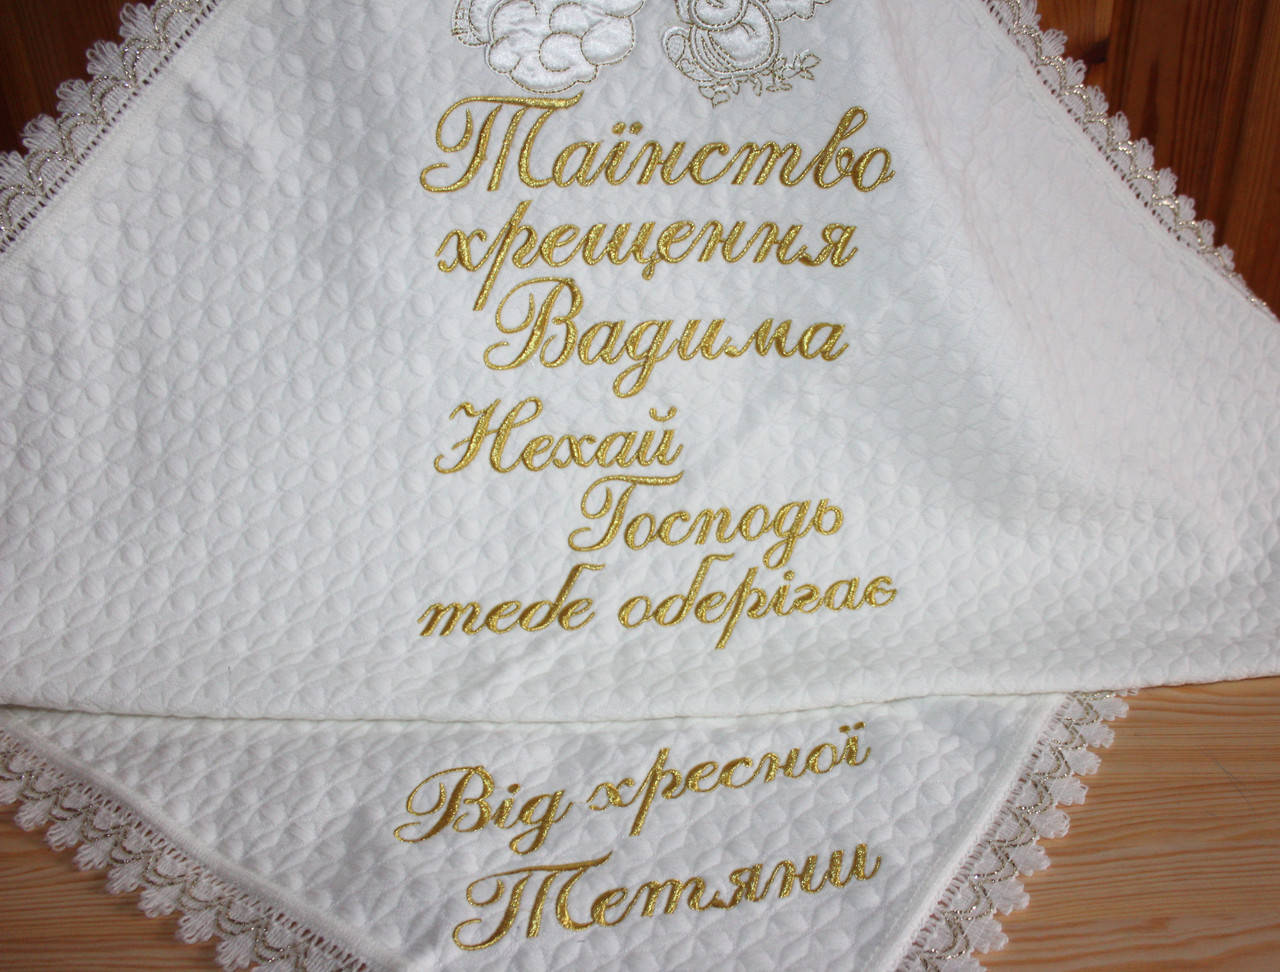 Таїнство
хрещення
Вадима
Нехай
Господь
тебе оберігає
Від хресної
Тетяни